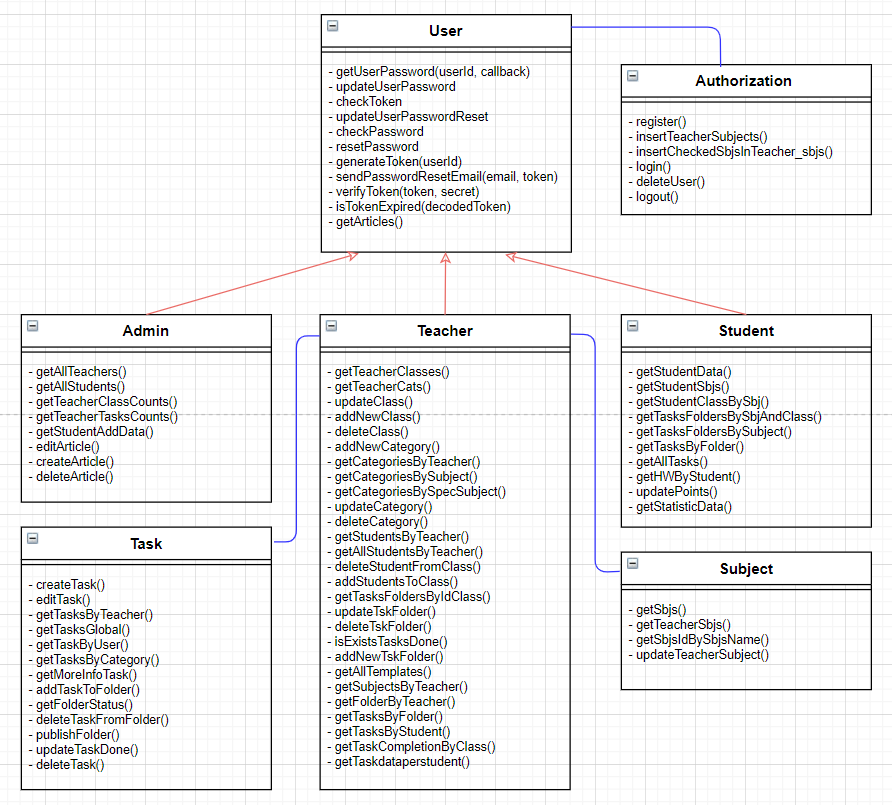 User
- getUserPassword(userId, callback)
- updateUserPassword
- checkToken
- updateUserPasswordReset
- checkPassword
- resetPassword
- generateToken(userId)
- sendPasswordResetEmail(email, token)
- verifyToken(token, secret)
- isTokenExpired(decodedToken)
- getArticles()
Authorization
- register()
- insertTeacherSubjects()
- insertCheckedSbjsInTeacher_sbjs()
- login()
- deleteUser()
- logout()
Admin
- getAllTeachers()
- getAllStudents()
- getTeacherClassCounts()
- getTeacherTasksCounts()
- getStudentAddData()
- editArticle()
- createArticle()
- deleteArticle()
Teacher
- getTeacherClasses()
- getTeacherCats()
- updateClass()
- addNewClass()
- deleteClass()
- addNewCategory()
- getCategoriesByTeacher()
- getCategoriesBySubject()
- getCategoriesBySpecSubject()
- updateCategory()
- deleteCategory()
- getStudentsByTeacher()
- getAllStudentsByTeacher()
- deleteStudentFromClass()
- addStudentsToClass()
- getTasksFoldersByIdClass()
- updateTskFolder()
- deleteTskFolder()
- isExistsTasksDone()
- addNewTskFolder()
- getAllTemplates()
- getSubjectsByTeacher()
- getFolderByTeacher()
- getTasksByFolder()
- getTasksByStudent()
- getTaskCompletionByClass()
- getTaskdataperstudent()
Student
- getStudentData()
- getStudentSbjs()
- getStudentClassBySbj()
- getTasksFoldersBySbjAndClass()
- getTasksFoldersBySubject()
- getTasksByFolder()
- getAllTasks()
- getHWByStudent()
- updatePoints()
- getStatisticData()
Task
- createTask()
- editTask()
- getTasksByTeacher()
- getTasksGlobal()
- getTaskByUser()
- getTasksByCategory()
- getMoreInfoTask()
- addTaskToFolder()
- getFolderStatus()
- deleteTaskFromFolder()
- publishFolder()
- updateTaskDone()
- deleteTask()
Subject
- getSbjs()
- getTeacherSbjs()
- getSbjsIdBySbjsName()
- updateTeacherSubject()